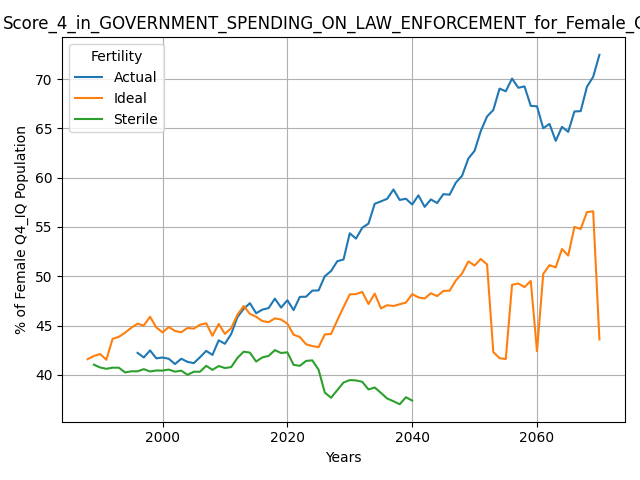 Score_4_in_GOVERNMENT_SPENDING_ON_LAW_ENFORCEMENT_for_Female_
Fertility
Actual
Ideal
Sterile
% of Female Q4_IQ Population
70
65
60
55
50
45
40
2000
2020
2040
2060
Years